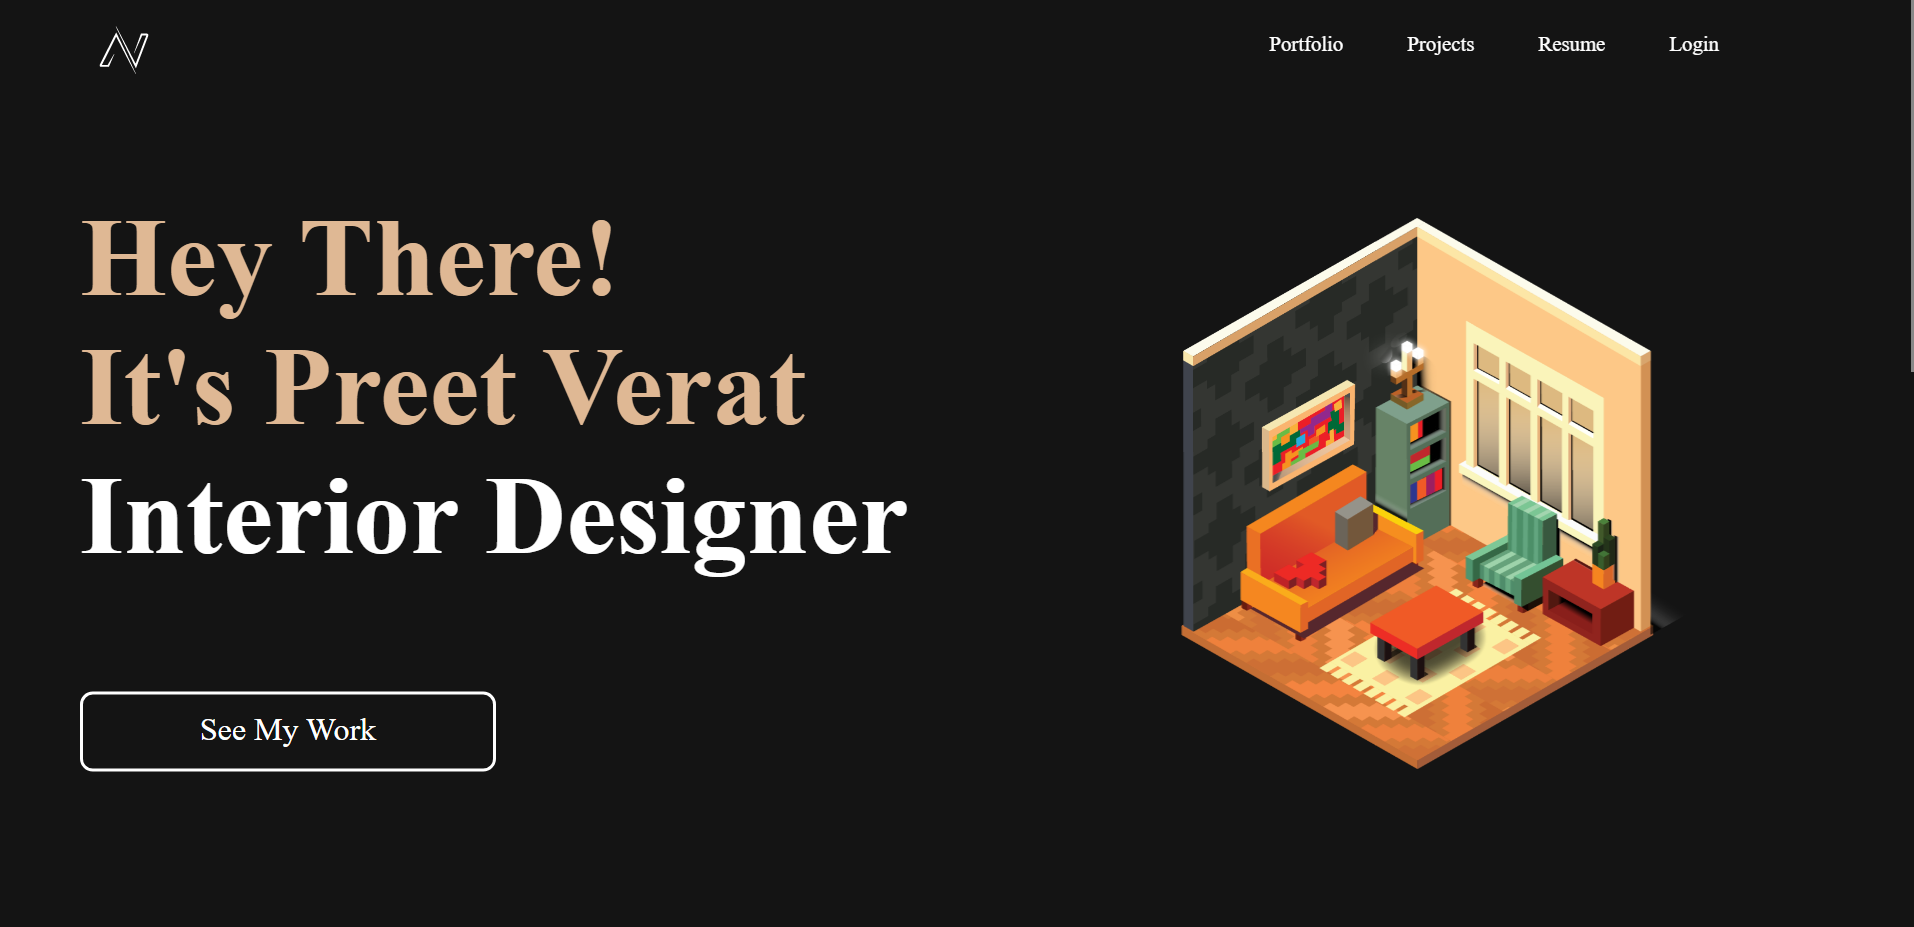 Portfolio
Projects
Resume
Login
Hey There!
It's Preet Verat
Interior Designer
See My Work